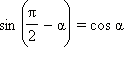 sin (π/2 − α) = cos α